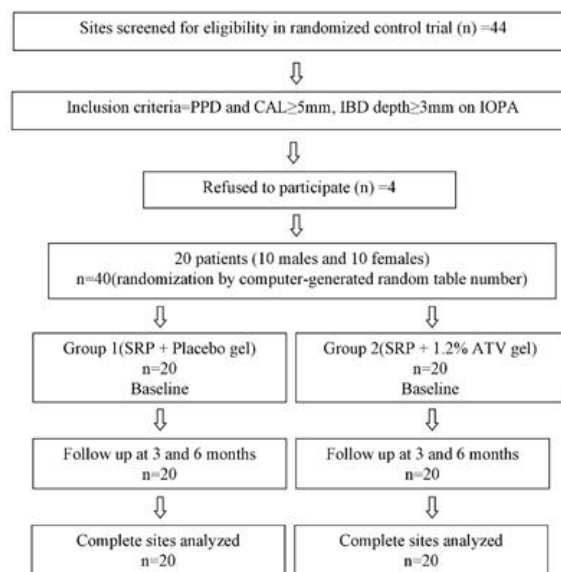 Sites screened for eligibility in randomized control trial (n) =44
Inclusion criteria=PPD and CAL≥5mm, IBD depth≥3mm on IOPA
Refused to participate (n) =4
20 patients (10 males and 10 females)
n=40(randomization by computer-generated random table number)
Group 1(SRP + Placebo gel)
n=20
Baseline
Group 2(SRP + 1.2% ATV gel)
n=20
Baseline
Follow up at 3 and 6 months
n=20
Follow up at 3 and 6 months
n=20
Complete sites analyzed
n=20
Complete sites analyzed
n=20